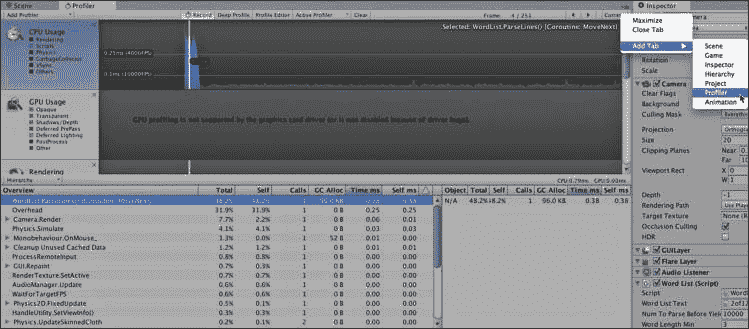 Scene
Profiler
Inspector
Add Profiler
Record
Deep Profile
Profile Editor
Active Profiler
Frame: 4 / 251
Curren
Maximize
Close Tab
Add Tab
Scene
Game
Inspector
Hierarchy
Project
Profiler
Animation
CPU Usage
Rendering
Scripts
Physics
GarbageCollector
VSync
Others
Selected: WordList.ParseLines() [Coroutine: MoveNext]
0.25ms (4000FPS)
0.1ms (10000FPS)
GPU Usage
Opaque
Transparent
Shadows/Depth
Deferred PrePass
Deferred Lighting
PostProcess
Other
GPU profiling is not supported by the graphics card driver (or it was disabled because of driver bugs).
Rendering
Rotation
Scale
Camera
Clear Flags
Background
Culling Mask
Everythin
Projection
Orthogra
Size
20
Clipping Planes
Near
Far
Viewport Rect
X 0
W 1
Depth
-1
Rendering Path
Use Playe
Target Texture
None (R
Occlusion Culling
HDR
GUILayer
Flare Layer
Audio Listener
Word List (Script)
Script
Word List Text
2of12
Num To Parse Before Yield
10000
Word Length Min
3
Hierarchy
Overview Total Self Calls GC Alloc Time ms Self ms
Overhead 31.9% 31.9% 1 0 B 0.25 0.25
Camera.Render 7.7% 2.2% 1 0 B 0.06 0.01
Physics.Simulate 4.1% 4.1% 1 0 B 0.03 0.03
Monobehaviour.OnMouse_ 1.3% 0.0% 1 52 B 0.01 0.00
Cleanup Unused Cached Data 1.2% 0.1% 1 0 B 0.01 0.00
ProcessRemoteInput 0.8% 0.8% 1 0 B 0.00 0.00
GUI.Repaint 0.7% 0.3% 1 0 B 0.00 0.00
RenderTexture.SetActive 0.7% 0.7% 1 0 B 0.00 0.00
AudioManager.Update 0.6% 0.6% 1 0 B 0.00 0.00
WaitForTargetFPS 0.5% 0.5% 1 0 B 0.00 0.00
Physics2D.FixedUpdate 0.5% 0.1% 1 0 B 0.00 0.00
HandleUtility.SetViewInfo() 0.3% 0.3% 1 0 B 0.00 0.00
Physics.UpdateSkinnedCloth 0.2% 0.1% 2 0 B 0.00 0.00
Object Total Self Calls GC Alloc Time ms Self ms
N/A 48.2% 48.2% 1 96.0 KB 0.38 0.38